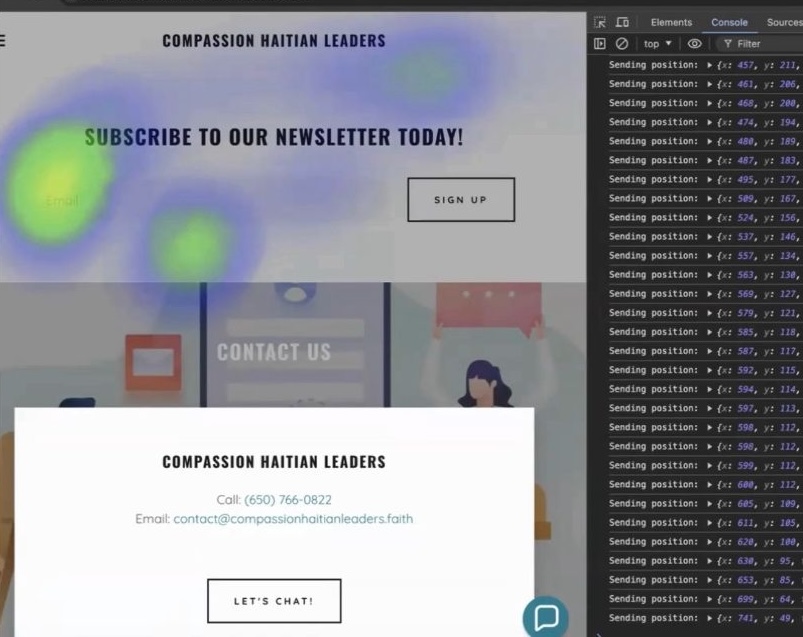 COMPASSION HAITIAN LEADERS
SUBSCRIBE TO OUR NEWSLETTER TODAY!
Email
SIGN UP
CONTACT US
COMPASSION HAITIAN LEADERS
Call: (650) 766-0822
Email: contact@compassionhaitianleaders.faith
LET'S CHAT!
Elements Console Sources
top Filter
Sending position: {x: 457, y: 211,
Sending position: {x: 461, y: 206,
Sending position: {x: 468, y: 200,
Sending position: {x: 474, y: 194,
Sending position: {x: 480, y: 189,
Sending position: {x: 487, y: 183,
Sending position: {x: 495, y: 177,
Sending position: {x: 509, y: 167,
Sending position: {x: 524, y: 156,
Sending position: {x: 537, y: 146,
Sending position: {x: 557, y: 134,
Sending position: {x: 563, y: 130,
Sending position: {x: 569, y: 127,
Sending position: {x: 579, y: 121,
Sending position: {x: 585, y: 118,
Sending position: {x: 587, y: 117,
Sending position: {x: 592, y: 115,
Sending position: {x: 594, y: 114,
Sending position: {x: 597, y: 113,
Sending position: {x: 598, y: 112,
Sending position: {x: 598, y: 112,
Sending position: {x: 599, y: 112,
Sending position: {x: 600, y: 112,
Sending position: {x: 605, y: 109,
Sending position: {x: 611, y: 105,
Sending position: {x: 620, y: 100,
Sending position: {x: 630, y: 95,
Sending position: {x: 653, y: 85,
Sending position: {x: 699, y: 64,
Sending position: {x: 741, y: 49,